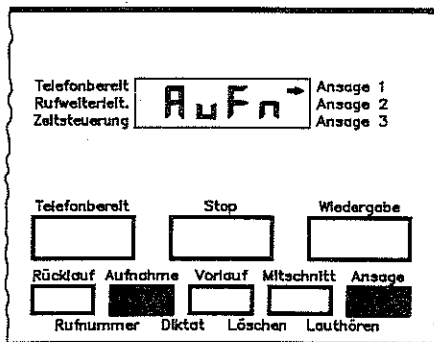 Telefonbereit AuFn → Ansage 1
Rufweiterleit. Ansage 2
Zeitsteuerung Ansage 3
Telefonbereit Stop Wiedergabe
Rücklauf Aufnahme Vorlauf Mitschnitt Ansage
Rufnummer Diktat Löschen Lauthören